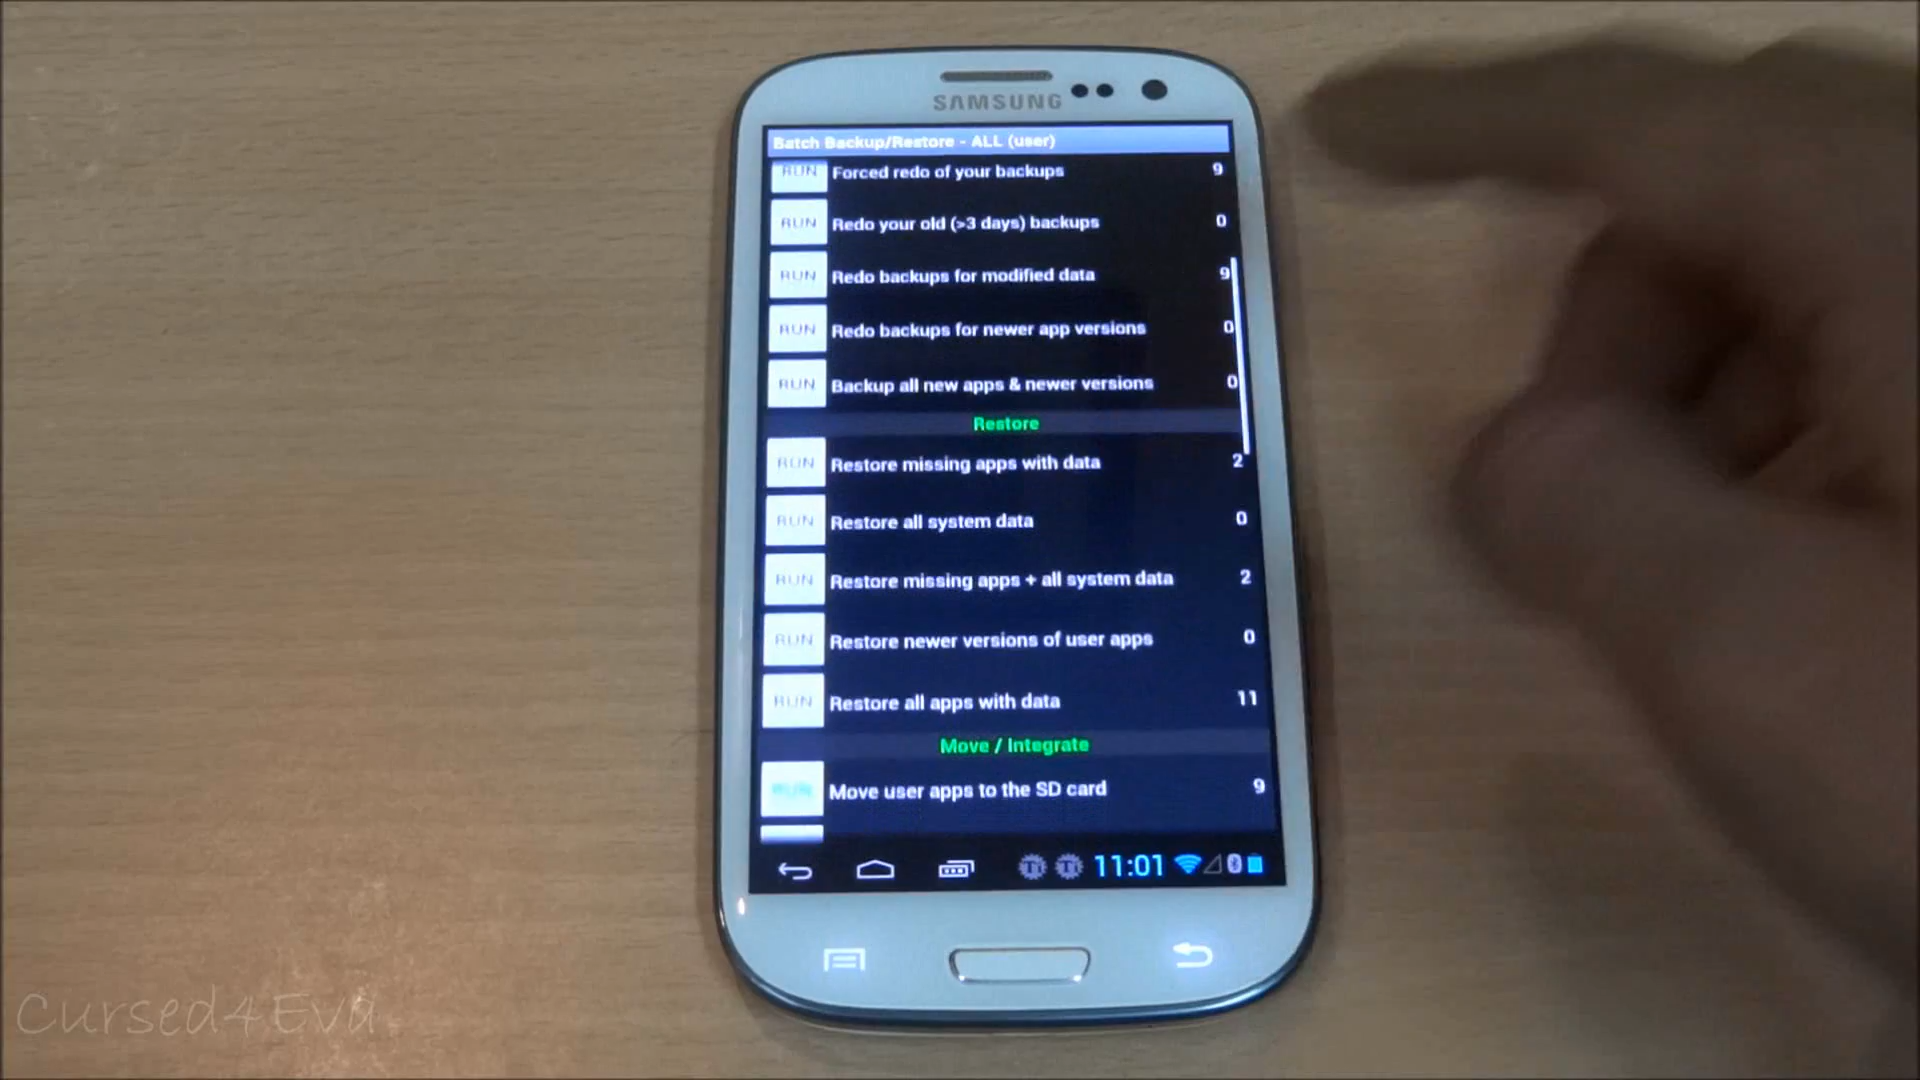 SAMSUNG
Batch Backup/Restore - ALL (user)
RUN Forced redo of your backups 9
RUN Redo your old (>3 days) backups 0
RUN Redo backups for modified data 9
RUN Redo backups for newer app versions 0
RUN Backup all new apps & newer versions 0
Restore
RUN Restore missing apps with data 2
RUN Restore all system data 0
RUN Restore missing apps + all system data 2
RUN Restore newer versions of user apps 0
RUN Restore all apps with data 11
Move / Integrate
RUN Move user apps to the SD card 9
11:01
Cursed4Eva